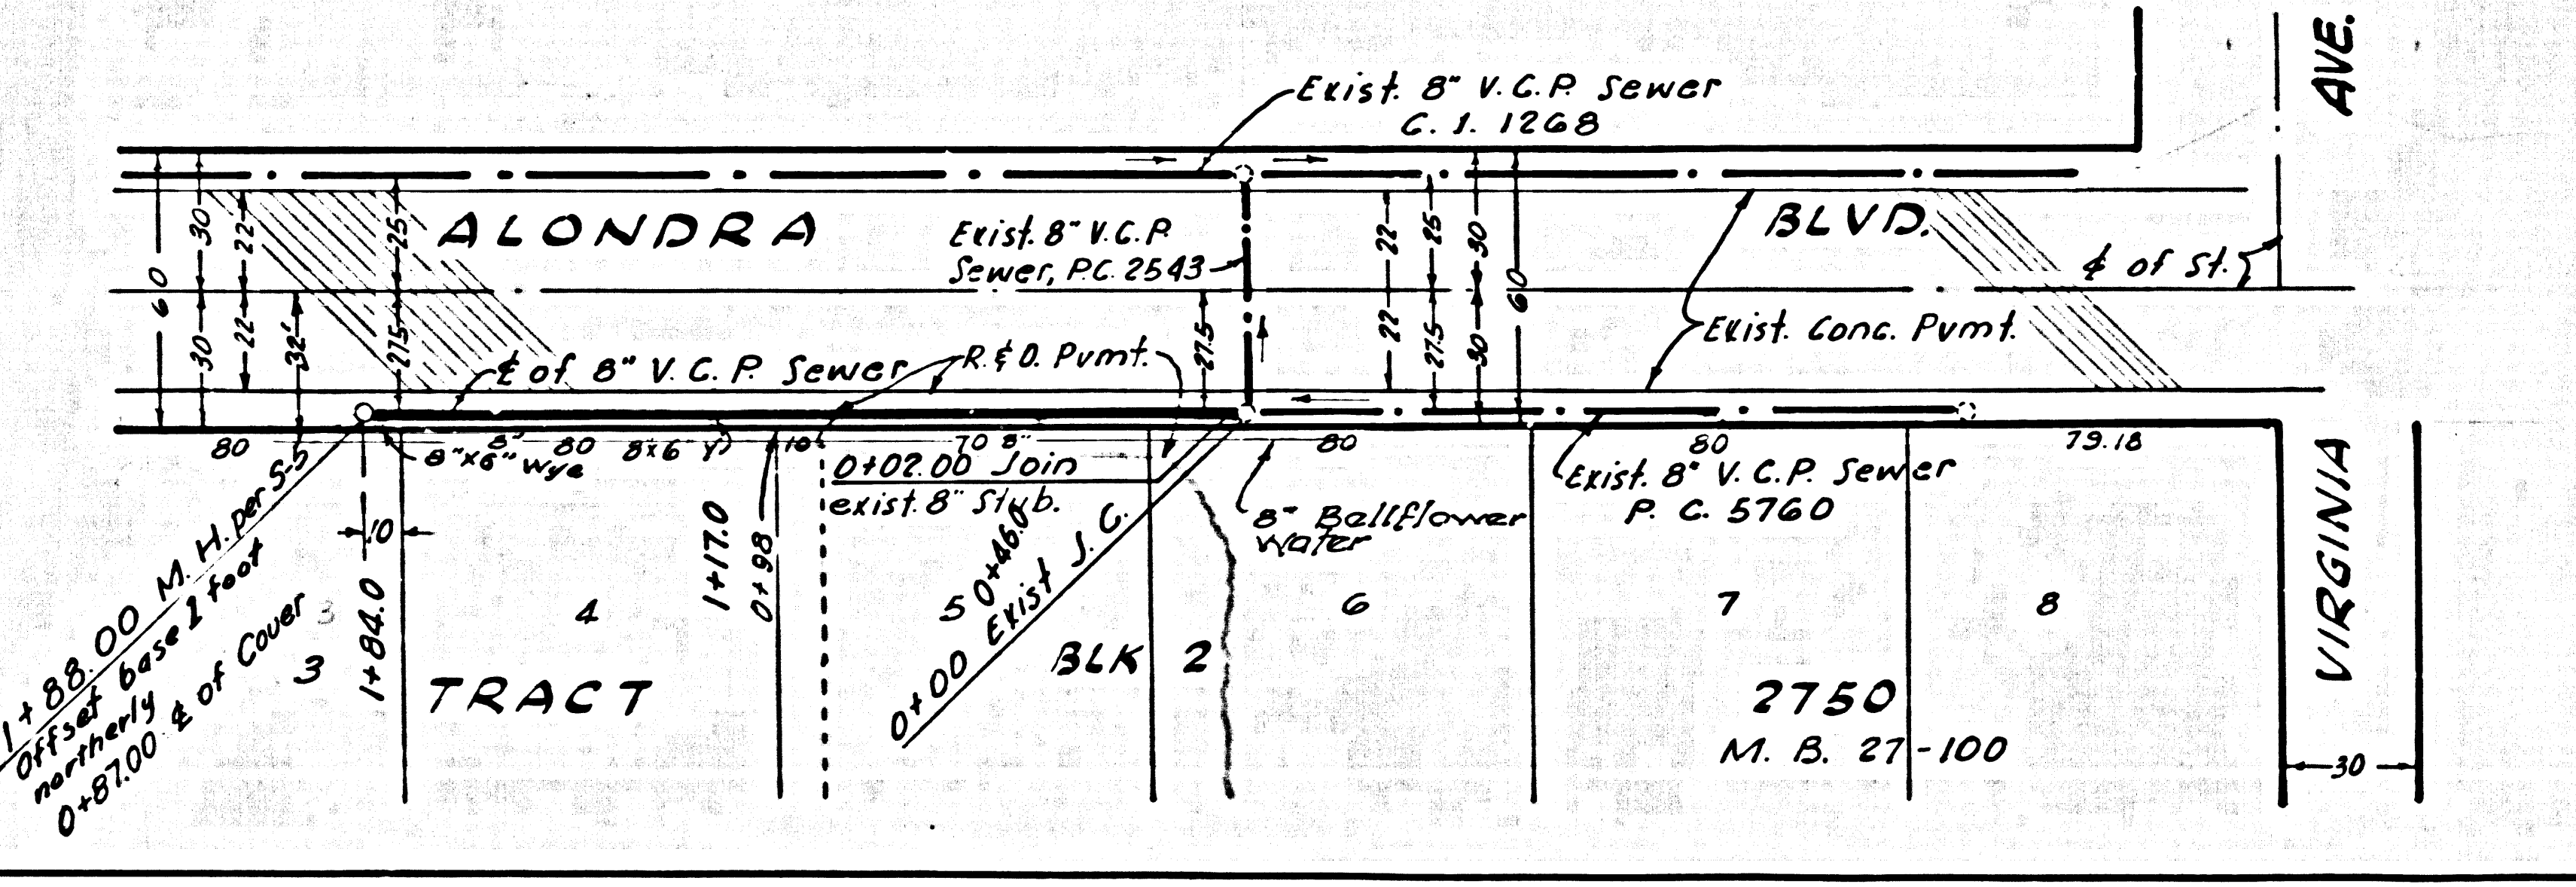 AVE.
Exist. 8" V.C.P. Sewer
C. I. 1268
ALONDRA
BLVD.
Exist. 8" V.C.P.
Sewer, P.C. 2543
60
30
22
25
22
25
30
60
℄ of St.
30
22
32'
27.5
27.5
22
27.5
30
Exist. Conc. Pvmt.
℄ of 8" V.C.P. Sewer
R. & O. Pvmt.
80
8"x6" Wye
8"
80
8x6 Y
10
70
8"
80
80
79.18
0+02.00 Join
exist. 8" Stub.
8" Bellflower
Water
Exist. 8" V.C.P. Sewer
P. C. 5760
1+88.00 M.H. per S-5
Offset base 1 foot
northerly
0+87.00 ℄ of Cover
10
1+84.0
1+17.0
0+98
0+46.0
0+00 Exist J. C.
3
3
4
5
6
7
8
TRACT
BLK 2
2750
M. B. 27-100
VIRGINIA
30